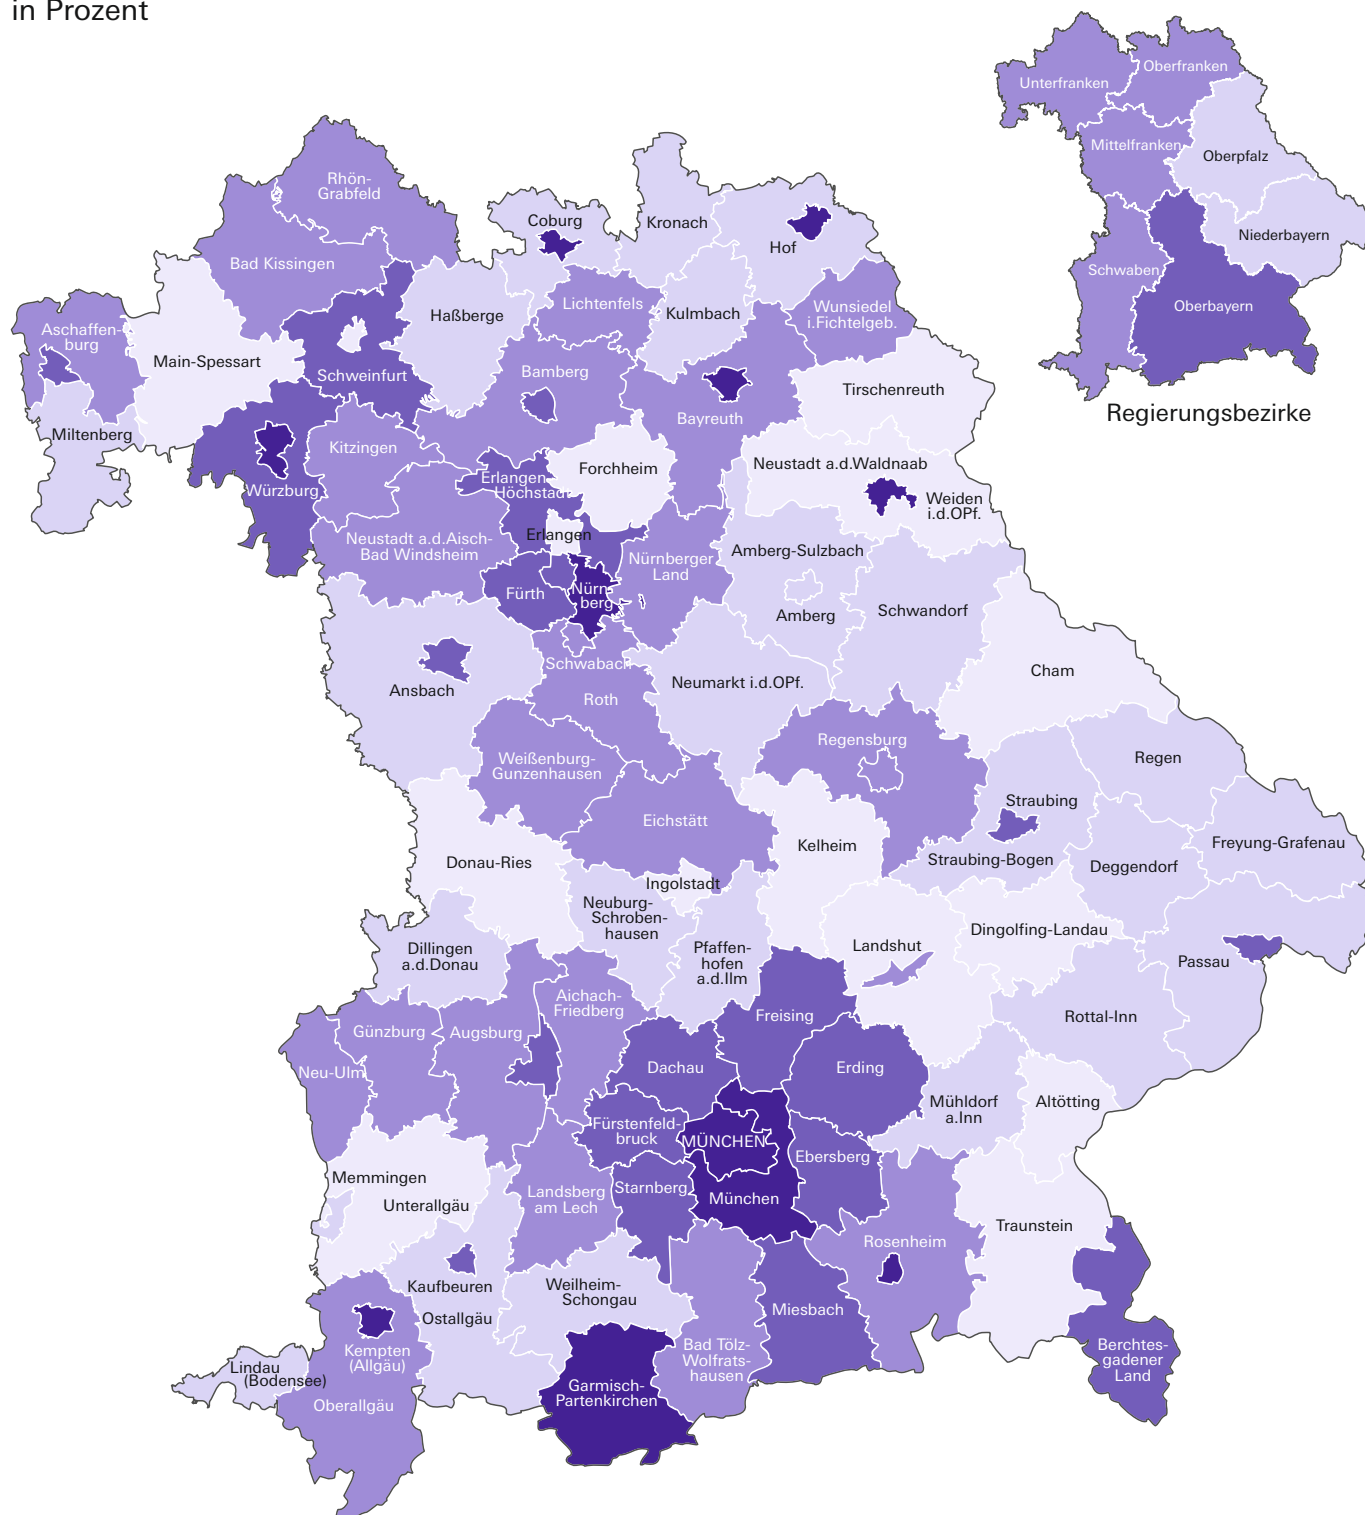 in Prozent
Unterfranken
Oberfranken
Mittelfranken
Oberpfalz
Niederbayern
Schwaben
Oberbayern
Regierungsbezirke
Rhön-
Grabfeld
Coburg
Kronach
Hof
Bad Kissingen
Lichtenfels
Kulmbach
Wunsiedel
i.Fichtelgeb.
Haßberge
Aschaffen-
burg
Main-Spessart
Schweinfurt
Bamberg
Tirschenreuth
Bayreuth
Miltenberg
Kitzingen
Forchheim
Neustadt a.d.Waldnaab
Weiden
i.d.OPf.
Würzburg
Erlangen-
Höchstadt
Erlangen
Neustadt a.d.Aisch-
Bad Windsheim
Nürnberger
Land
Amberg-Sulzbach
Fürth
Nürn-
berg
Amberg
Schwandorf
Schwabach
Cham
Ansbach
Roth
Neumarkt i.d.OPf.
Regensburg
Weißenburg-
Gunzenhausen
Regen
Straubing
Eichstätt
Kelheim
Freyung-Grafenau
Donau-Ries
Straubing-Bogen
Deggendorf
Ingolstadt
Neuburg-
Schroben-
hausen
Dingolfing-Landau
Dillingen
a.d.Donau
Pfaffen-
hofen
a.d.Ilm
Landshut
Passau
Aichach-
Friedberg
Freising
Rottal-Inn
Günzburg
Augsburg
Neu-Ulm
Dachau
Erding
Mühldorf
a.Inn
Altötting
Fürstenfeld-
bruck
MÜNCHEN
Ebersberg
Memmingen
Unterallgäu
Landsberg
am Lech
Starnberg
München
Traunstein
Rosenheim
Kaufbeuren
Weilheim-
Schongau
Ostallgäu
Miesbach
Kempten
(Allgäu)
Bad Tölz-
Wolfrats-
hausen
Berchtes-
gadener
Land
Lindau
(Bodensee)
Garmisch-
Partenkirchen
Oberallgäu